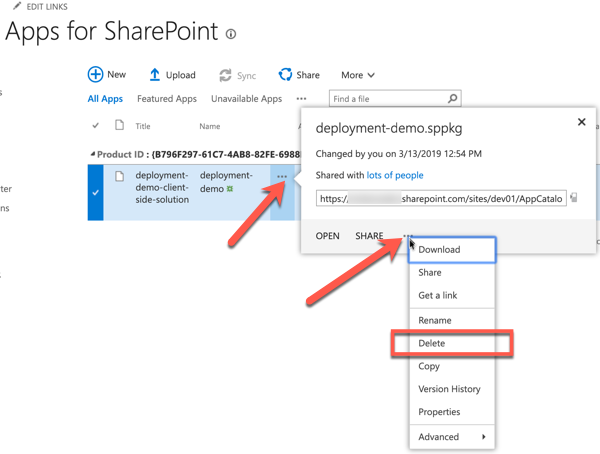 EDIT LINKS
Apps for SharePoint
New Upload Sync Share More
All Apps Featured Apps Unavailable Apps ••• Find a file
Title Name
Product ID : (B796F297-61C7-4AB8-82FE-6988
deployment-demo-client-side-solution
deployment-demo
•••
deployment-demo.sppkg
Changed by you on 3/13/2019 12:54 PM
Shared with lots of people
https:/ sharepoint.com/sites/dev01/AppCatalo
OPEN SHARE •••
Download
Share
Get a link
Rename
Delete
Copy
Version History
Properties
Advanced